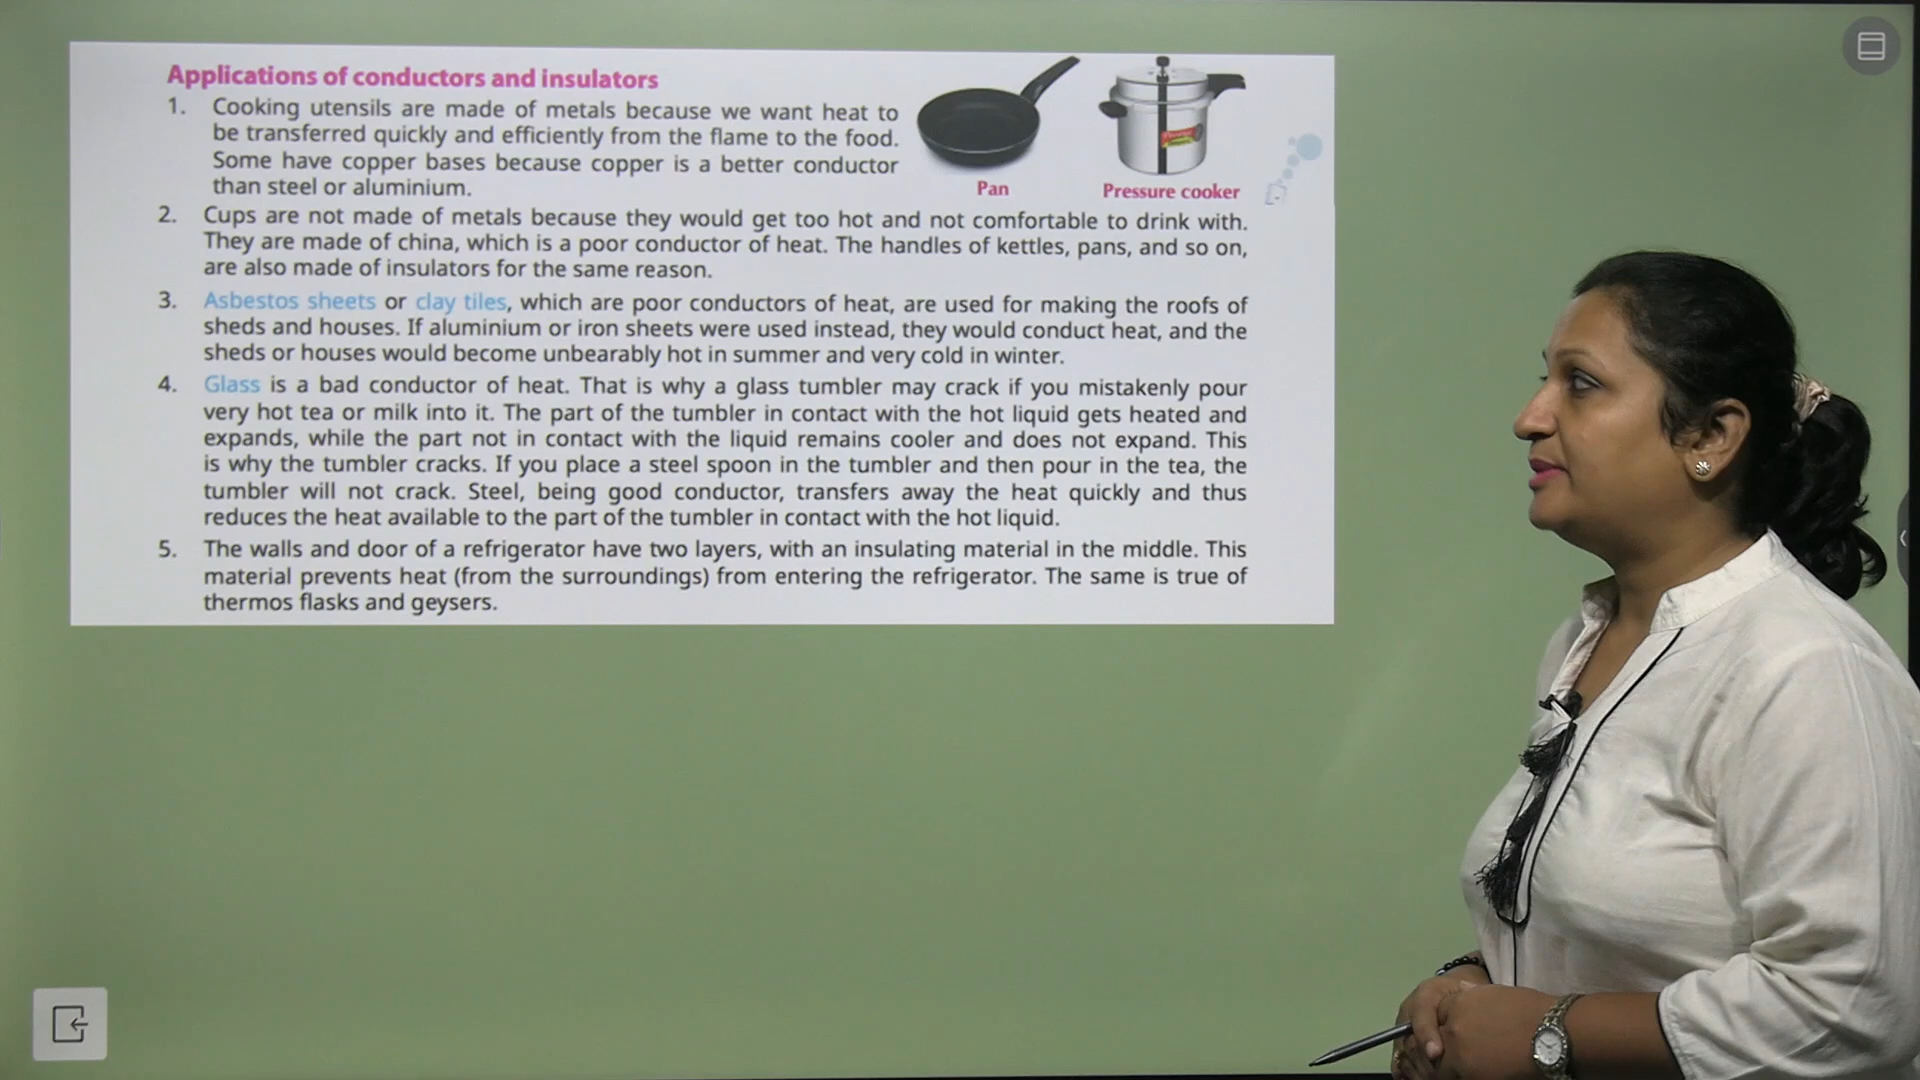 Applications of conductors and insulators
1. Cooking utensils are made of metals because we want heat to
be transferred quickly and efficiently from the flame to the food.
Some have copper bases because copper is a better conductor
than steel or aluminium.
Pan
Pressure cooker
2. Cups are not made of metals because they would get too hot and not comfortable to drink with.
They are made of china, which is a poor conductor of heat. The handles of kettles, pans, and so on,
are also made of insulators for the same reason.
3. Asbestos sheets or clay tiles, which are poor conductors of heat, are used for making the roofs of
sheds and houses. If aluminium or iron sheets were used instead, they would conduct heat, and the
sheds or houses would become unbearably hot in summer and very cold in winter.
4. Glass is a bad conductor of heat. That is why a glass tumbler may crack if you mistakenly pour
very hot tea or milk into it. The part of the tumbler in contact with the hot liquid gets heated and
expands, while the part not in contact with the liquid remains cooler and does not expand. This
is why the tumbler cracks. If you place a steel spoon in the tumbler and then pour in the tea, the
tumbler will not crack. Steel, being good conductor, transfers away the heat quickly and thus
reduces the heat available to the part of the tumbler in contact with the hot liquid.
5. The walls and door of a refrigerator have two layers, with an insulating material in the middle. This
material prevents heat (from the surroundings) from entering the refrigerator. The same is true of
thermos flasks and geysers.